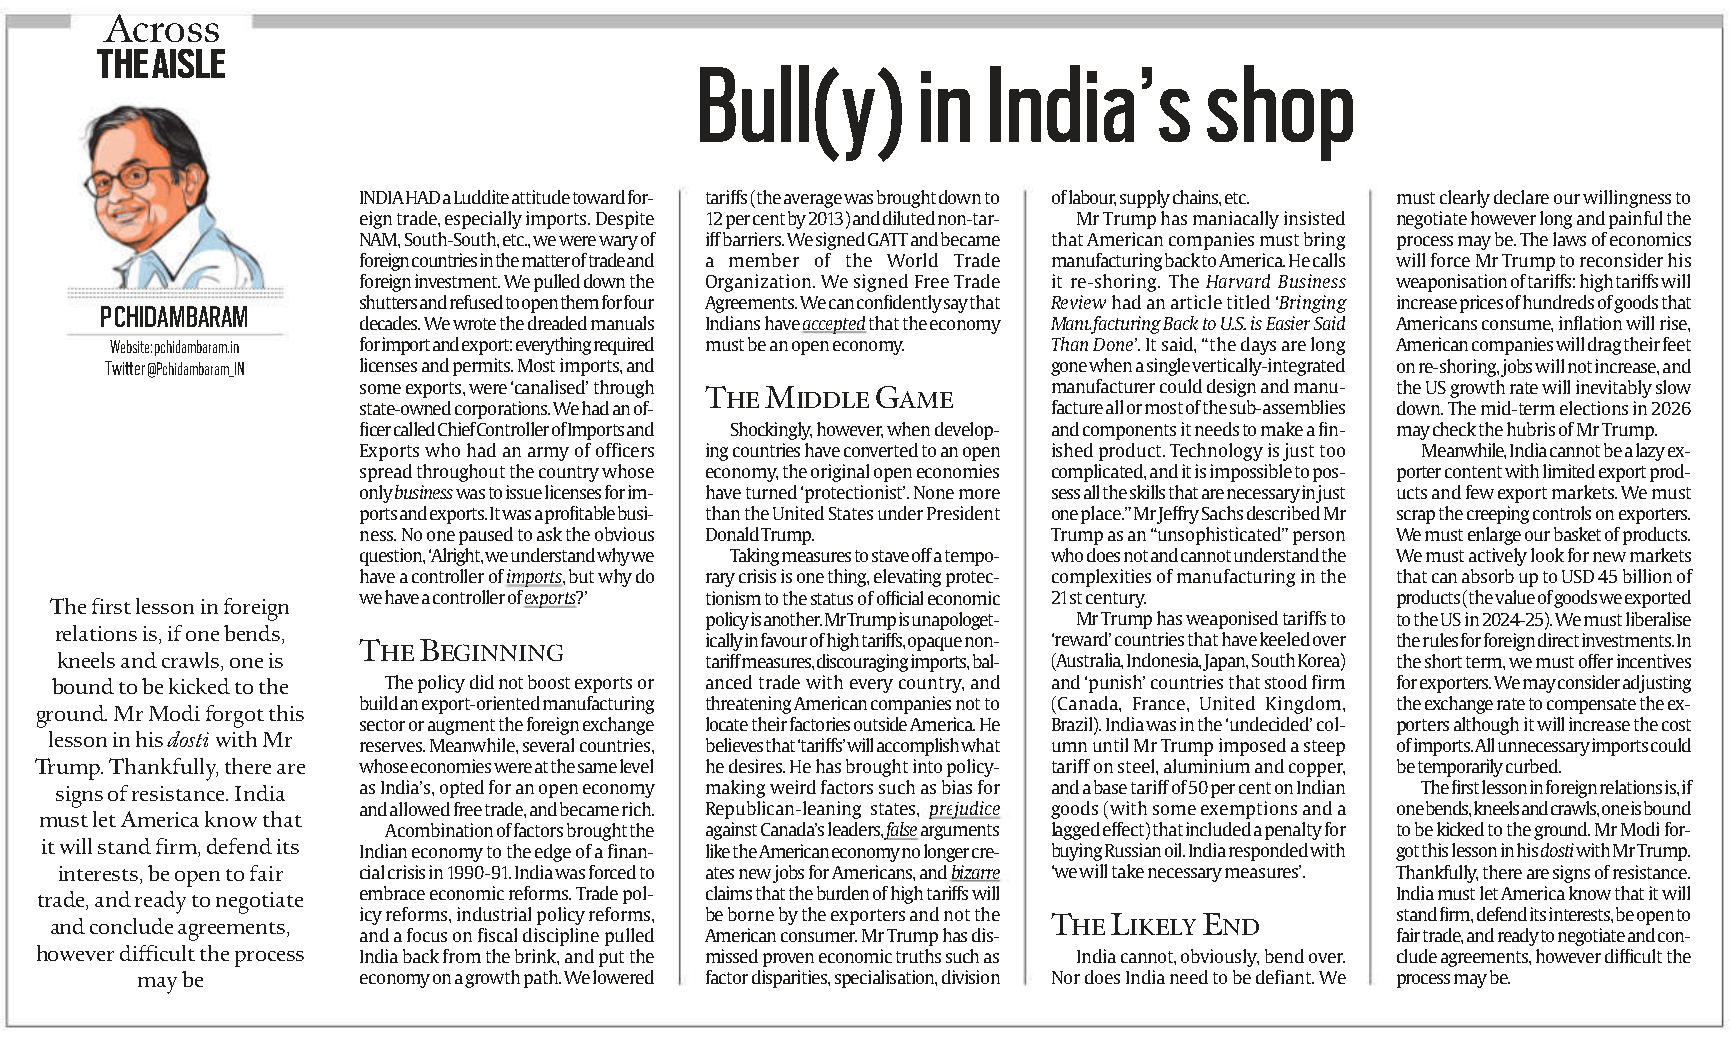 Across
THE AISLE
P CHIDAMBARAM
Website: pchidambaram.in
Twitter @Pchidambaram_IN
The first lesson in foreign
relations is, if one bends,
kneels and crawls, one is
bound to be kicked to the
ground. Mr Modi forgot this
lesson in his dosti with Mr
Trump. Thankfully, there are
signs of resistance. India
must let America know that
it will stand firm, defend its
interests, be open to fair
trade, and ready to negotiate
and conclude agreements,
however difficult the process
may be
Bull(y) in India's shop
INDIA HAD a Luddite attitude toward for-
eign trade, especially imports. Despite
NAM, South-South, etc., we were wary of
foreign countries in the matter of trade and
foreign investment. We pulled down the
shutters and refused to open them for four
decades. We wrote the dreaded manuals
for import and export: everything required
licenses and permits. Most imports, and
some exports, were 'canalised' through
state-owned corporations. We had an of-
ficer called Chief Controller of Imports and
Exports who had an army of officers
spread throughout the country whose
only business was to issue licenses for im-
ports and exports. It was a profitable busi-
ness. No one paused to ask the obvious
question, 'Alright, we understand why we
have a controller of imports, but why do
we have a controller of exports?'
THE BEGINNING
The policy did not boost exports or
build an export-oriented manufacturing
sector or augment the foreign exchange
reserves. Meanwhile, several countries,
whose economies were at the same level
as India's, opted for an open economy
and allowed free trade, and became rich.
A combination of factors brought the
Indian economy to the edge of a finan-
cial crisis in 1990-91. India was forced to
embrace economic reforms. Trade pol-
icy reforms, industrial policy reforms,
and a focus on fiscal discipline pulled
India back from the brink, and put the
economy on a growth path. We lowered
tariffs (the average was brought down to
12 per cent by 2013) and diluted non-tar-
iff barriers. We signed GATT and became
a member of the World Trade
Organization. We signed Free Trade
Agreements. We can confidently say that
Indians have accepted that the economy
must be an open economy.
THE MIDDLE GAME
Shockingly, however, when develop-
ing countries have converted to an open
economy, the original open economies
have turned 'protectionist'. None more
than the United States under President
Donald Trump.
Taking measures to stave off a tempo-
rary crisis is one thing, elevating protec-
tionism to the status of official economic
policy is another. Mr Trump is unapologet-
ically in favour of high tariffs, opaque non-
tariff measures, discouraging imports, bal-
anced trade with every country, and
threatening American companies not to
locate their factories outside America. He
believes that 'tariffs' will accomplish what
he desires. He has brought into policy-
making weird factors such as bias for
Republican-leaning states, prejudice
against Canada's leaders, false arguments
like the American economy no longer cre-
ates new jobs for Americans, and bizarre
claims that the burden of high tariffs will
be borne by the exporters and not the
American consumer. Mr Trump has dis-
missed proven economic truths such as
factor disparities, specialisation, division
of labour, supply chains, etc.
Mr Trump has maniacally insisted
that American companies must bring
manufacturing back to America. He calls
it re-shoring. The Harvard Business
Review had an article titled 'Bringing
Manufacturing Back to U.S. is Easier Said
Than Done'. It said, "the days are long
gone when a single vertically-integrated
manufacturer could design and manu-
facture all or most of the sub-assemblies
and components it needs to make a fin-
ished product. Technology is just too
complicated, and it is impossible to pos-
sess all the skills that are necessary in just
one place." Mr Jeffry Sachs described Mr
Trump as an "unsophisticated" person
who does not and cannot understand the
complexities of manufacturing in the
21st century.
Mr Trump has weaponised tariffs to
'reward' countries that have keeled over
(Australia, Indonesia, Japan, South Korea)
and 'punish' countries that stood firm
(Canada, France, United Kingdom,
Brazil). India was in the 'undecided' col-
umn until Mr Trump imposed a steep
tariff on steel, aluminium and copper,
and a base tariff of 50 per cent on Indian
goods (with some exemptions and a
lagged effect) that included a penalty for
buying Russian oil. India responded with
'we will take necessary measures'.
THE LIKELY END
India cannot, obviously, bend over.
Nor does India need to be defiant. We
must clearly declare our willingness to
negotiate however long and painful the
process may be. The laws of economics
will force Mr Trump to reconsider his
weaponisation of tariffs: high tariffs will
increase prices of hundreds of goods that
Americans consume, inflation will rise,
American companies will drag their feet
on re-shoring, jobs will not increase, and
the US growth rate will inevitably slow
down. The mid-term elections in 2026
may check the hubris of Mr Trump.
Meanwhile, India cannot be a lazy ex-
porter content with limited export prod-
ucts and few export markets. We must
scrap the creeping controls on exporters.
We must enlarge our basket of products.
We must actively look for new markets
that can absorb up to USD 45 billion of
products (the value of goods we exported
to the US in 2024-25). We must liberalise
the rules for foreign direct investments. In
the short term, we must offer incentives
for exporters. We may consider adjusting
the exchange rate to compensate the ex-
porters although it will increase the cost
of imports. All unnecessary imports could
be temporarily curbed.
The first lesson in foreign relations is, if
one bends, kneels and crawls, one is bound
to be kicked to the ground. Mr Modi for-
got this lesson in his dosti with Mr Trump.
Thankfully, there are signs of resistance.
India must let America know that it will
stand firm, defend its interests, be open to
fair trade, and ready to negotiate and con-
clude agreements, however difficult the
process may be.